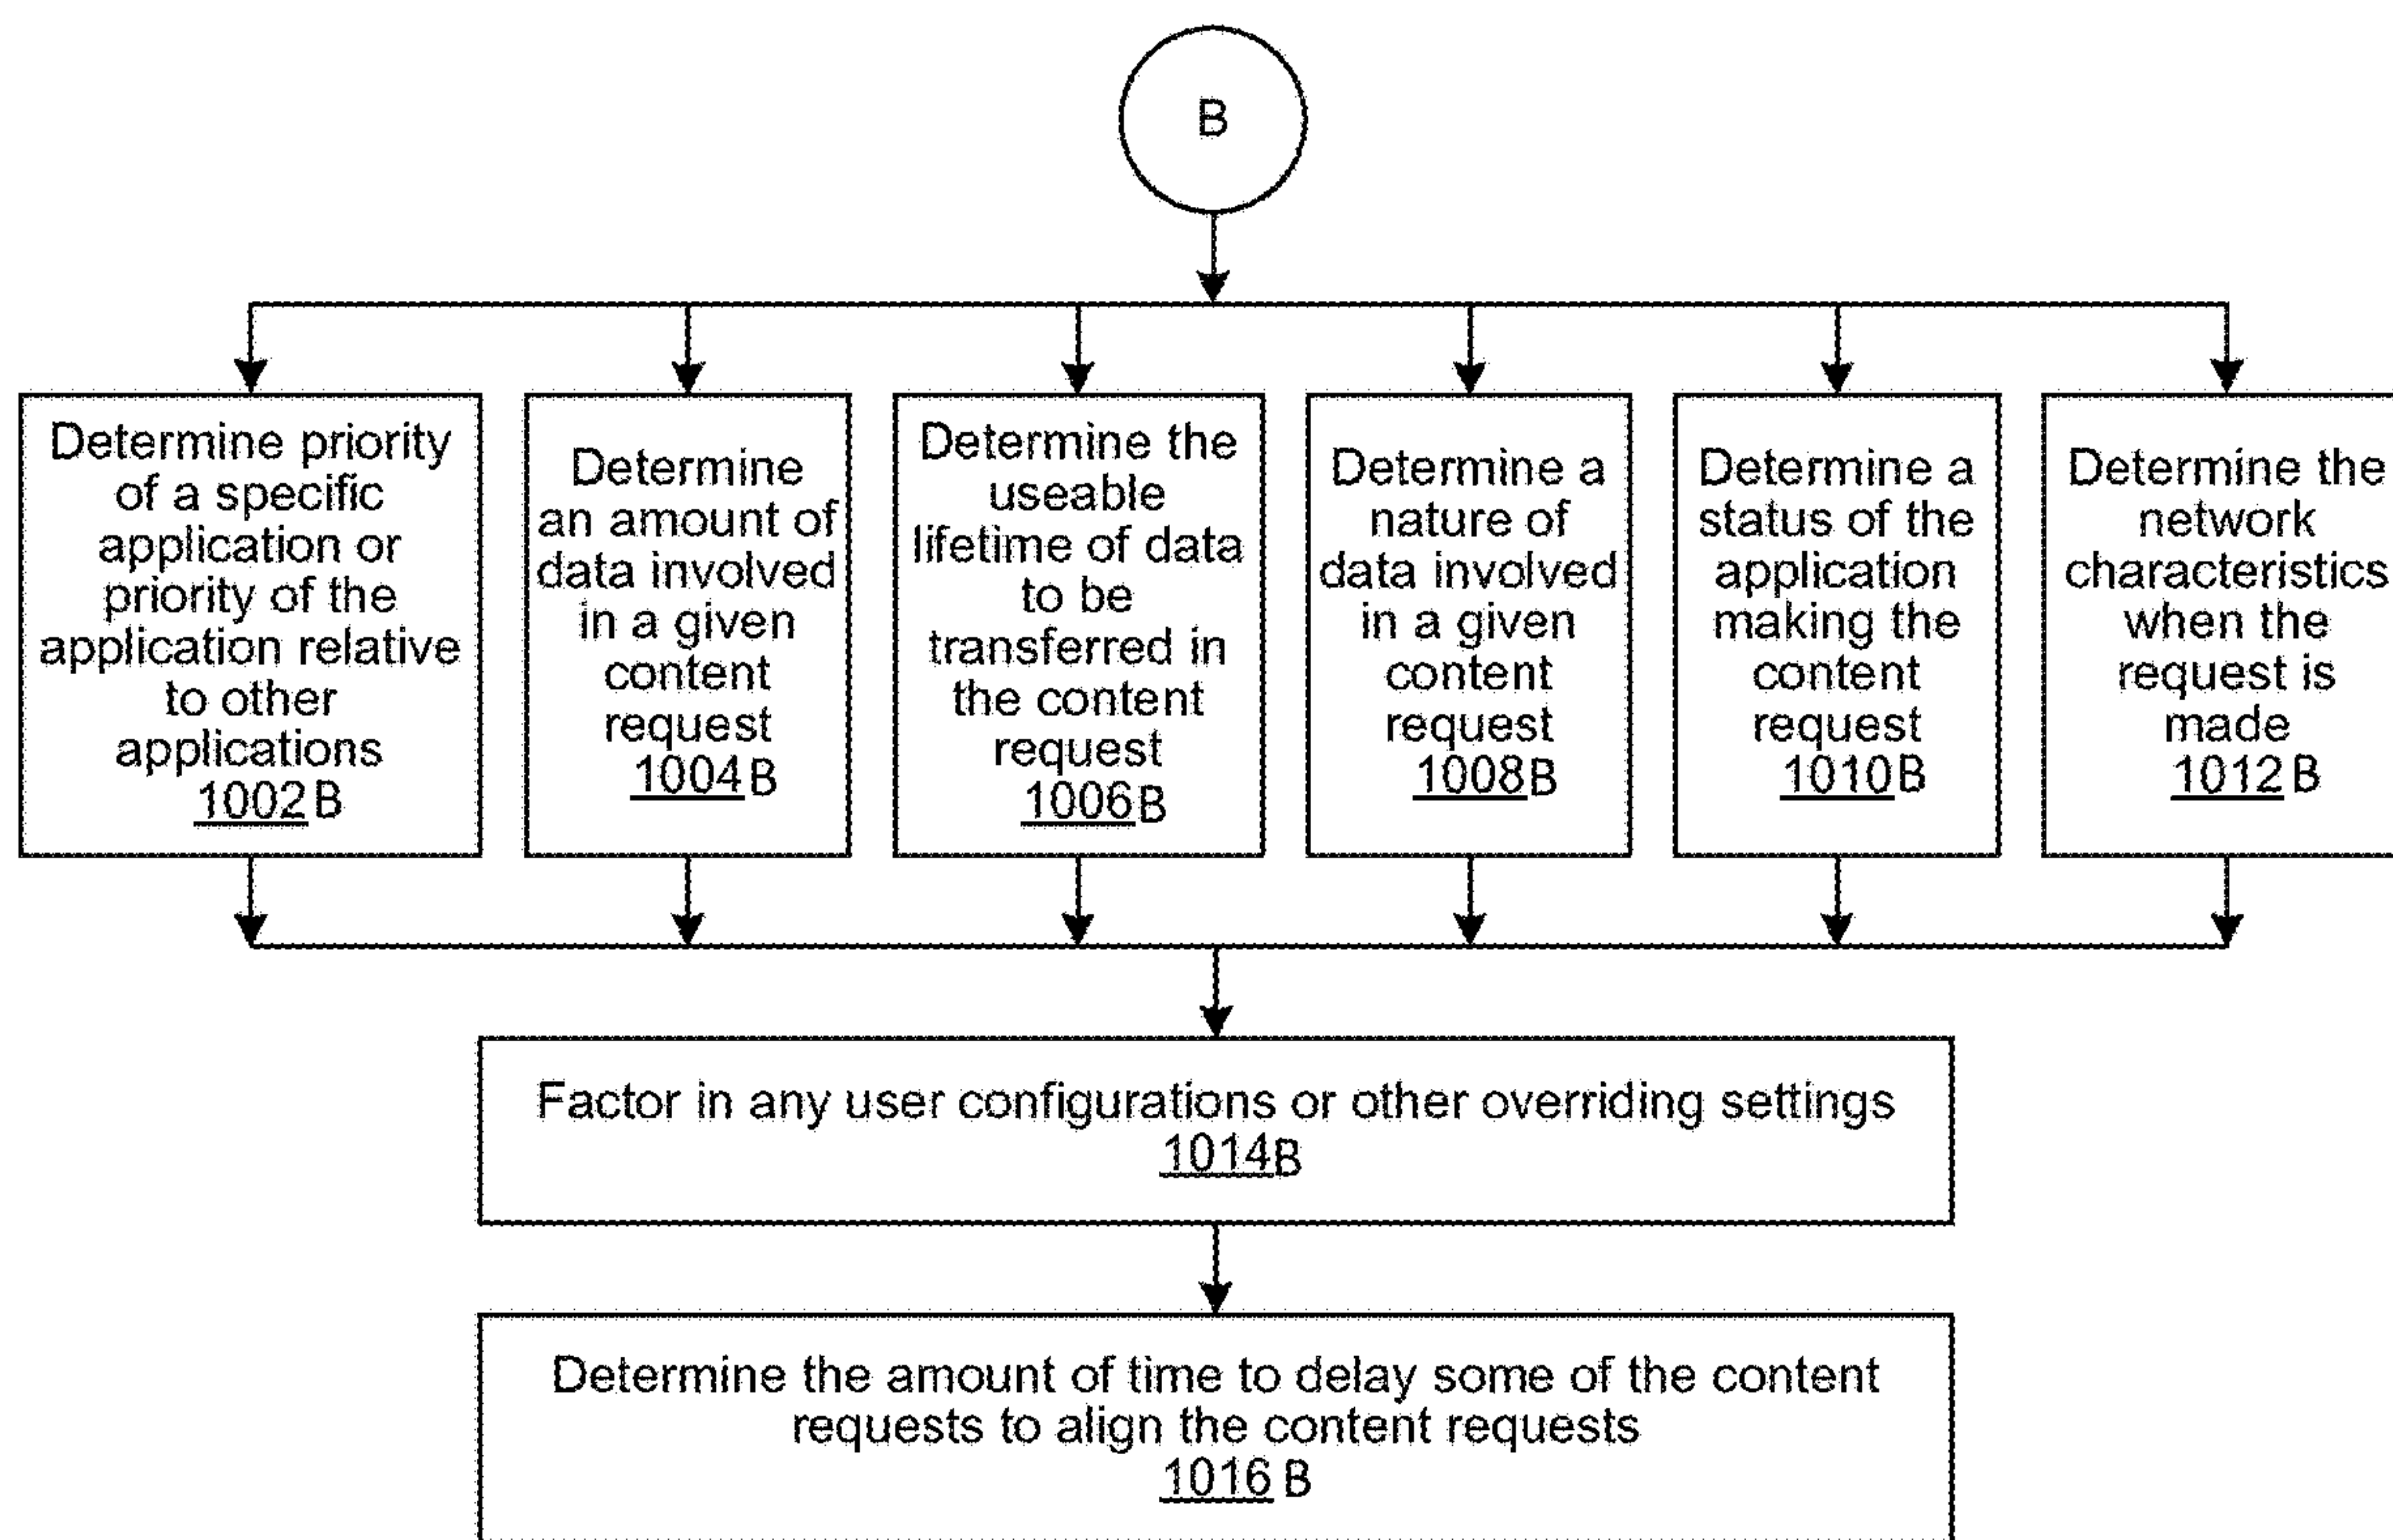 B
Determine priority
of a specific
application or
priority of the
application relative
to other
applications
1002B
Determine
an amount of
data involved
in a given
content
request
1004B
Determine the
useable
lifetime of data
to be
transferred in
the content
request
1006B
Determine a
nature of
data involved
in a given
content
request
1008B
Determine a
status of the
application
making the
content
request
1010B
Determine the
network
characteristics
when the
request is
made
1012B
Factor in any user configurations or other overriding settings
1014B
Determine the amount of time to delay some of the content
requests to align the content requests
1016B